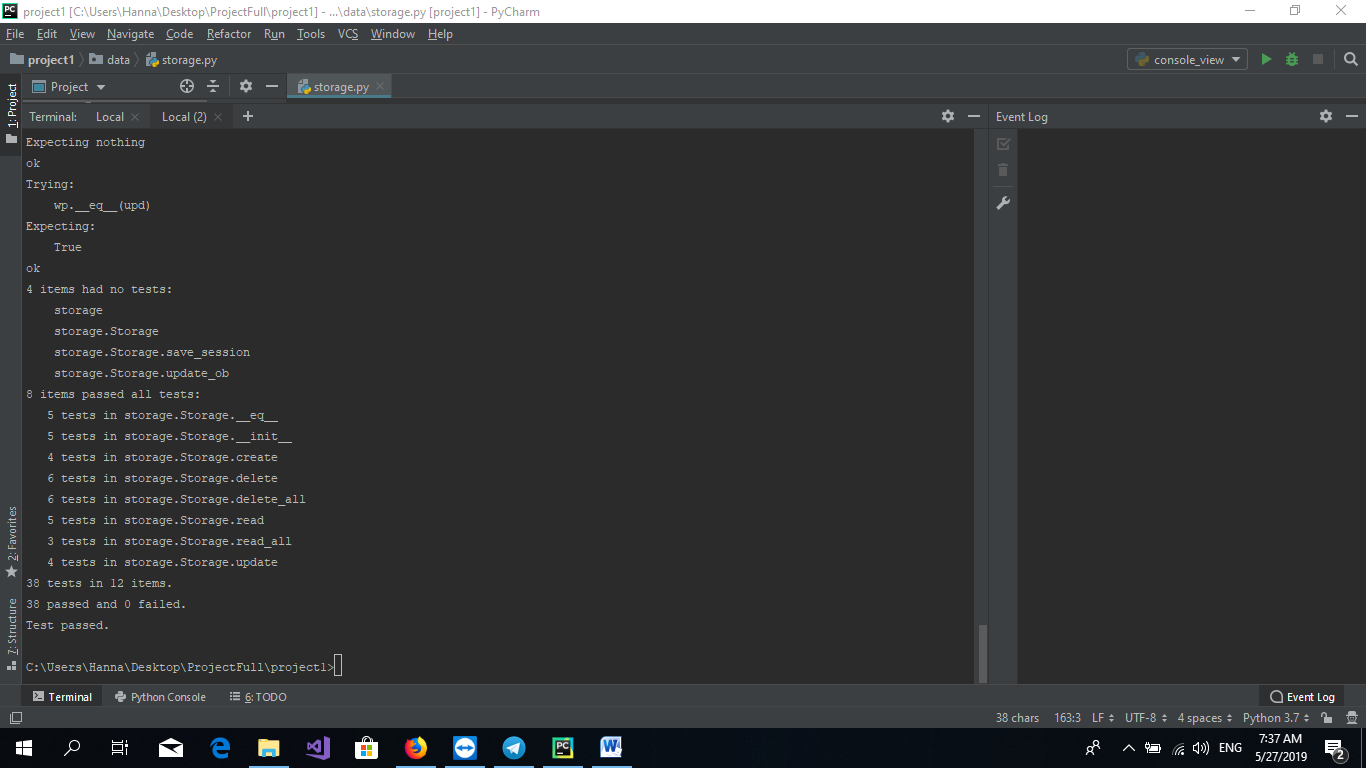 project1 [C:\Users\Hanna\Desktop\ProjectFull\project1] - ...\data\storage.py [project1] - PyCharm
File Edit View Navigate Code Refactor Run Tools VCS Window Help
project1 data storage.py console_view
Project storage.py
1: Project
Terminal: Local Local (2) Event Log
Expecting nothing
ok
Trying:
    wp.__eq__(upd)
Expecting:
    True
ok
4 items had no tests:
    storage
    storage.Storage
    storage.Storage.save_session
    storage.Storage.update_ob
8 items passed all tests:
   5 tests in storage.Storage.__eq__
   5 tests in storage.Storage.__init__
   4 tests in storage.Storage.create
   6 tests in storage.Storage.delete
   6 tests in storage.Storage.delete_all
   5 tests in storage.Storage.read
   3 tests in storage.Storage.read_all
   4 tests in storage.Storage.update
38 tests in 12 items.
38 passed and 0 failed.
Test passed.
C:\Users\Hanna\Desktop\ProjectFull\project1>
2: Favorites
7: Structure
Terminal Python Console 6: TODO Event Log
38 chars 163:3 LF UTF-8 4 spaces Python 3.7
ENG
7:37 AM
5/27/2019
2